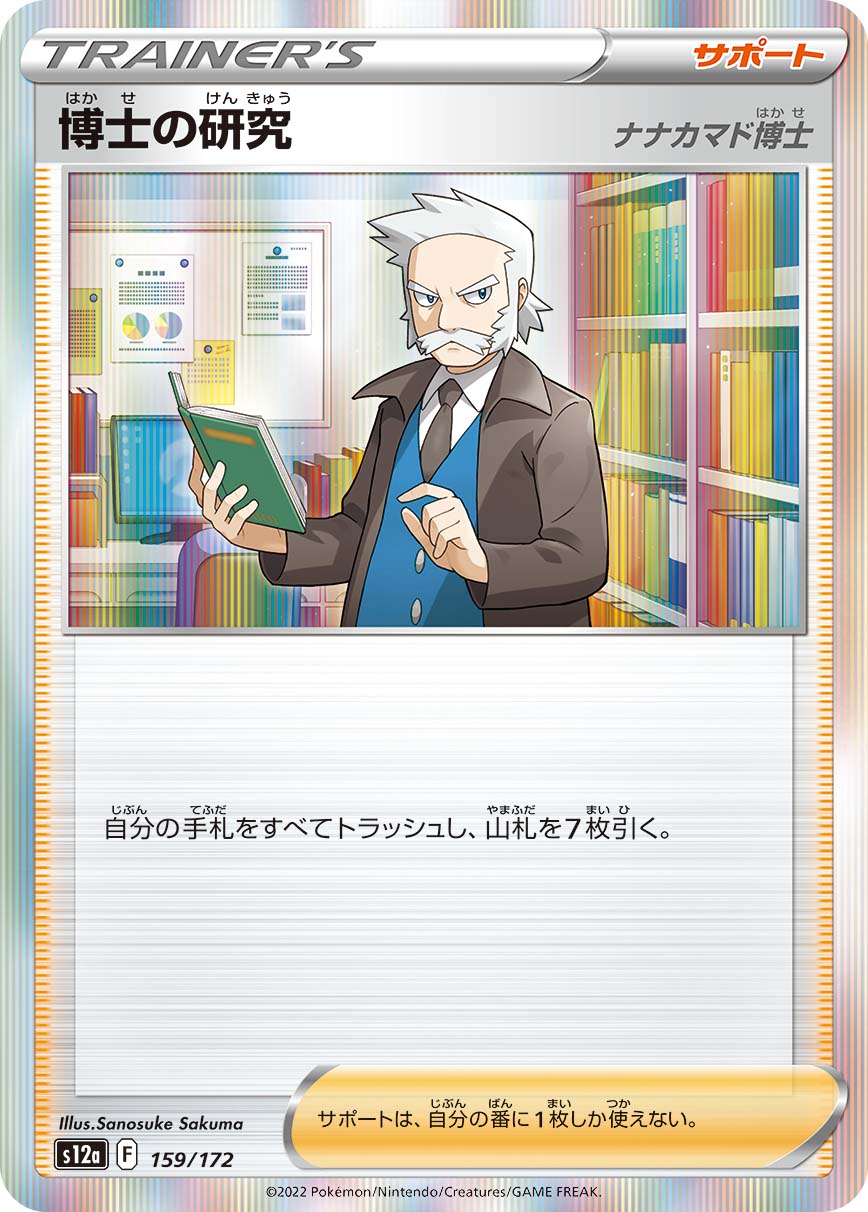 TRAINER'S
サポート
はかせ けんきゅう
博士の研究
はかせ
ナナカマド博士
じぶん てふだ やまふだ まい ひ
自分の手札をすべてトラッシュし、山札を7枚引く。
Illus.Sanosuke Sakuma
じぶん ばん まい つか
サポートは、自分の番に1枚しか使えない。
s12a F 159/172
©2022 Pokémon/Nintendo/Creatures/GAME FREAK.